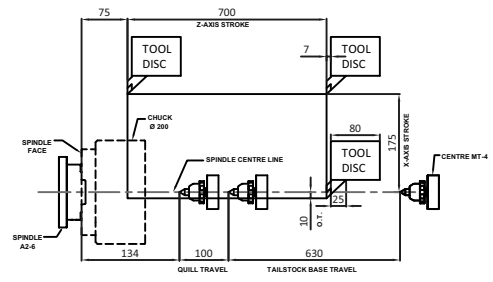 75
700
Z-AXIS STROKE
TOOL
DISC
7
TOOL
DISC
CHUCK
Ø 200
80
175
X-AXIS STROKE
SPINDLE
FACE
SPINDLE CENTRE LINE
TOOL
DISC
CENTRE MT-4
25
10
O.T.
SPINDLE
A2-6
134
100
630
QUILL TRAVEL
TAILSTOCK BASE TRAVEL